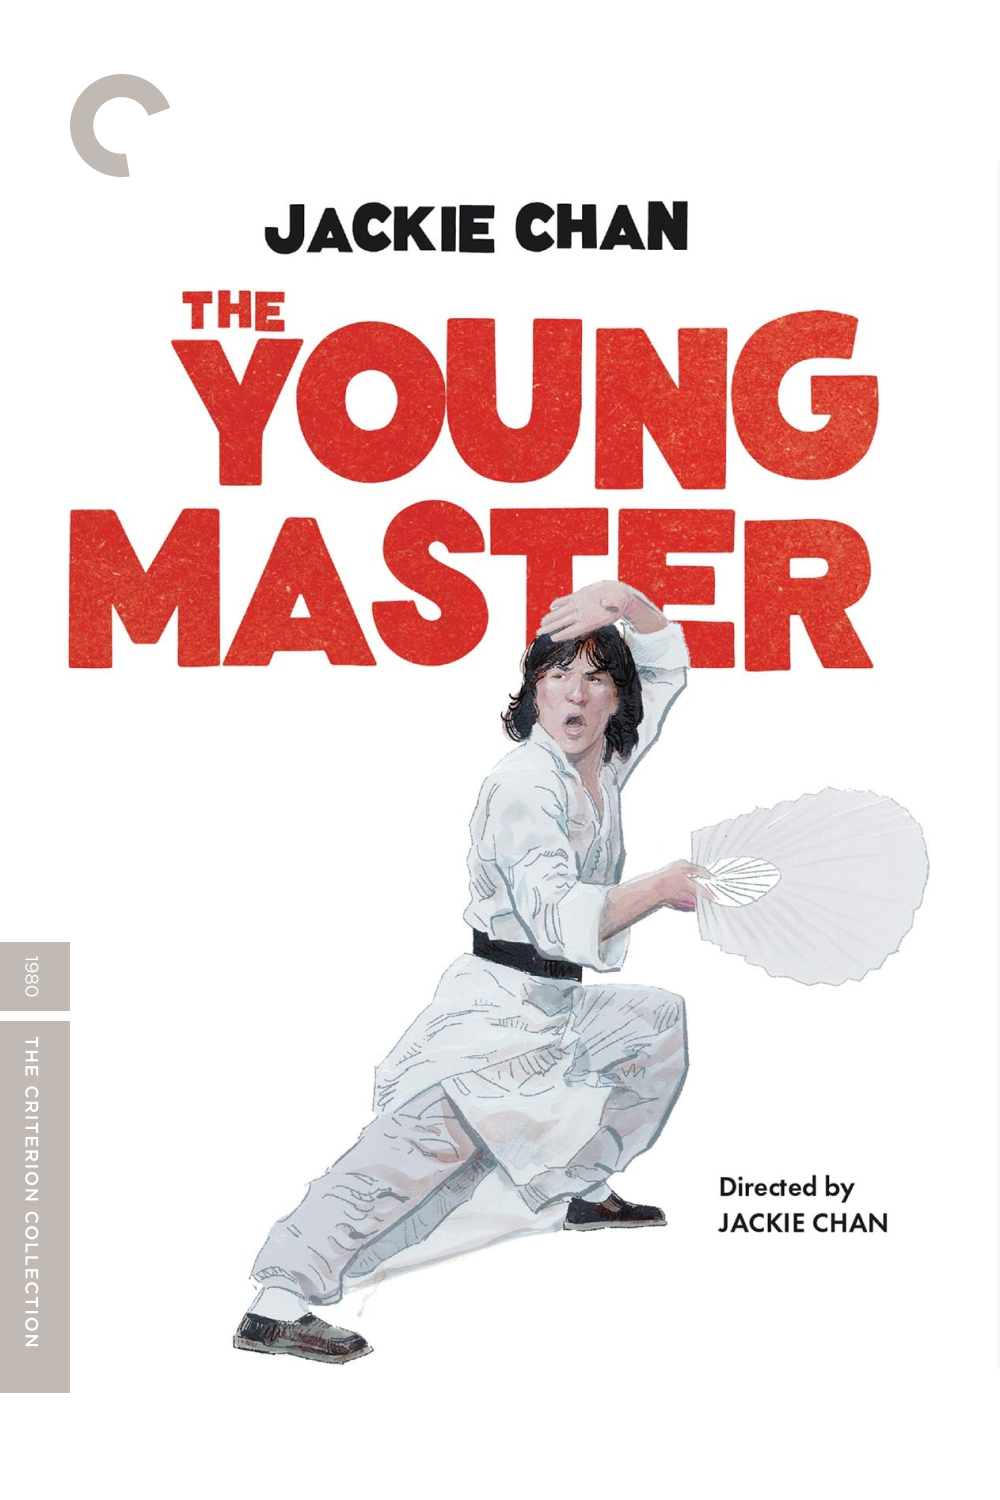 JACKIE CHAN
THE
YOUNG
MASTER
1980
THE CRITERION COLLECTION
Directed by
JACKIE CHAN